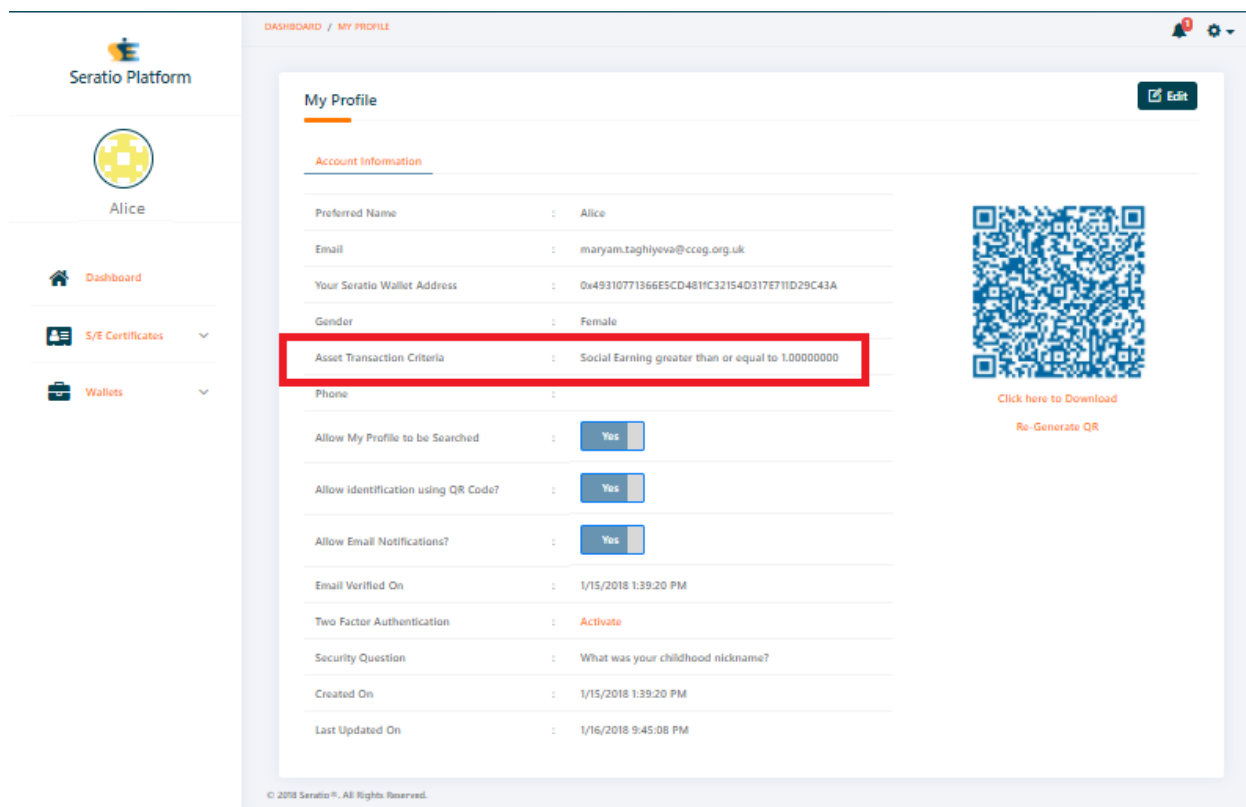 DASHBOARD / MY PROFILE
1
Seratio Platform
Alice
Dashboard
S/E Certificates
Wallets
My Profile
Edit
Account Information
Preferred Name : Alice
Email : maryam.taghiyeva@cceg.org.uk
Your Seratio Wallet Address : 0x49310771366E5CD481fC32154D317E711D29C43A
Gender : Female
Asset Transaction Criteria : Social Earning greater than or equal to 1.00000000
Phone :
Allow My Profile to be Searched : Yes
Allow identification using QR Code? : Yes
Allow Email Notifications? : Yes
Email Verified On : 1/15/2018 1:39:20 PM
Two Factor Authentication : Activate
Security Question : What was your childhood nickname?
Created On : 1/15/2018 1:39:20 PM
Last Updated On : 1/16/2018 9:45:08 PM
Click here to Download
Re-Generate QR
© 2018 Seratio®. All Rights Reserved.